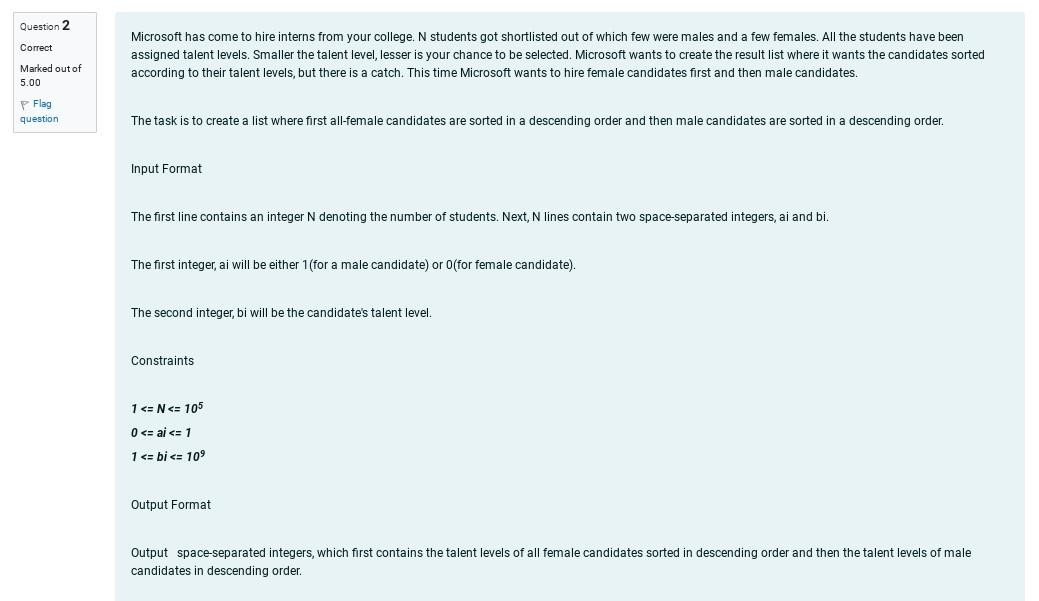 Question 2
Correct
Marked out of
5.00
Flag
question
Microsoft has come to hire interns from your college. N students got shortlisted out of which few were males and a few females. All the students have been
assigned talent levels. Smaller the talent level, lesser is your chance to be selected. Microsoft wants to create the result list where it wants the candidates sorted
according to their talent levels, but there is a catch. This time Microsoft wants to hire female candidates first and then male candidates.
The task is to create a list where first all-female candidates are sorted in a descending order and then male candidates are sorted in a descending order.
Input Format
The first line contains an integer N denoting the number of students. Next, N lines contain two space-separated integers, ai and bi.
The first integer, ai will be either 1(for a male candidate) or 0(for female candidate).
The second integer, bi will be the candidate's talent level.
Constraints
1 <= N <= 10⁵
0 <= ai <= 1
1 <= bi <= 10⁹
Output Format
Output space-separated integers, which first contains the talent levels of all female candidates sorted in descending order and then the talent levels of male
candidates in descending order.